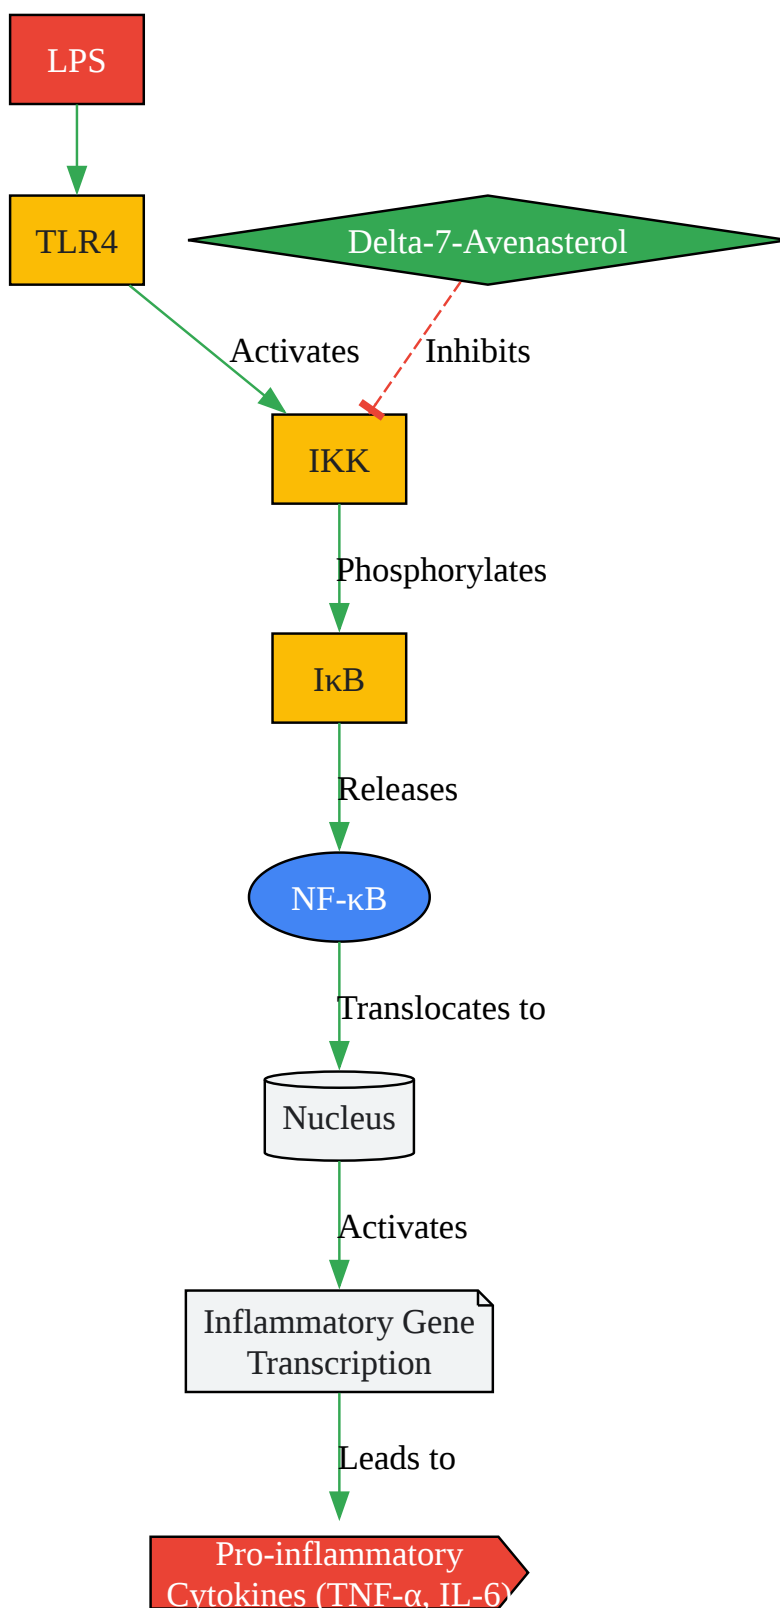 LPS
TLR4
Delta-7-Avenasterol
Activates
Inhibits
IKK
Phosphorylates
IκB
Releases
NF-κB
Translocates to
Nucleus
Activates
Inflammatory Gene
Transcription
Leads to
Pro-inflammatory
Cytokines (TNF-α, IL-6)